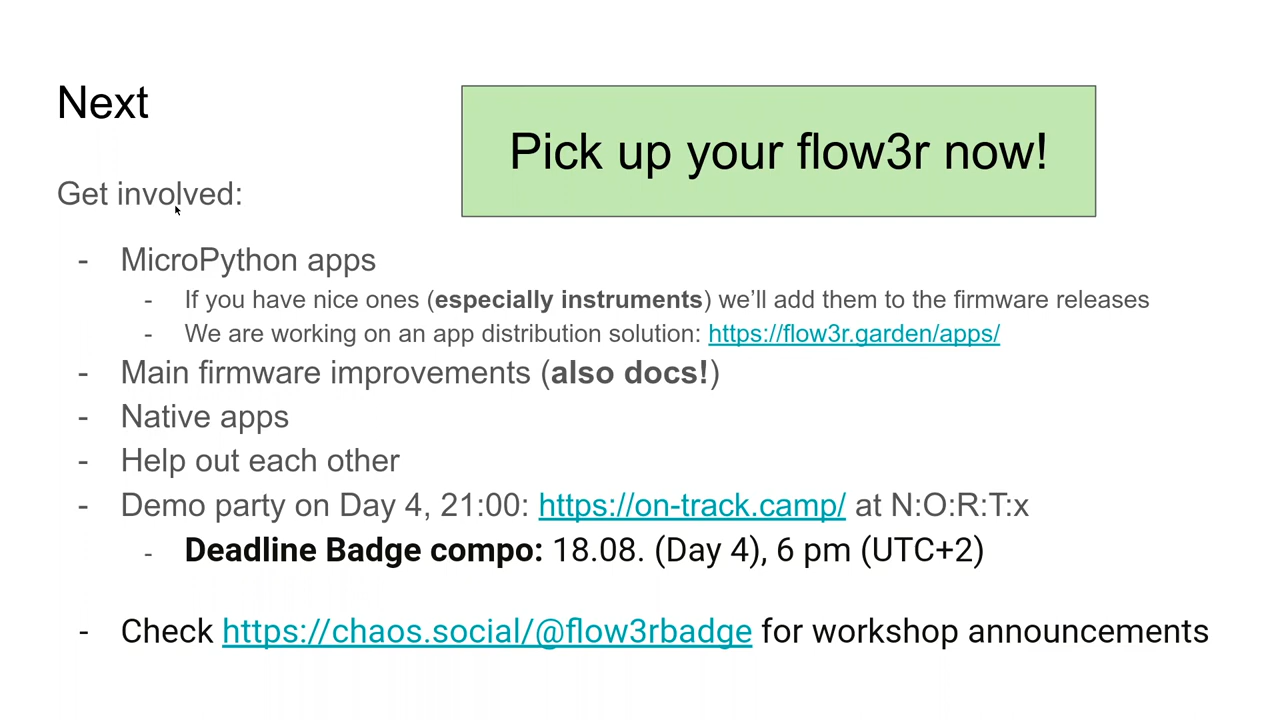 Next
Pick up your flow3r now!
Get involved:
- MicroPython apps
- If you have nice ones (especially instruments) we’ll add them to the firmware releases
- We are working on an app distribution solution: https://flow3r.garden/apps/
- Main firmware improvements (also docs!)
- Native apps
- Help out each other
- Demo party on Day 4, 21:00: https://on-track.camp/ at N:O:R:T:x
- Deadline Badge compo: 18.08. (Day 4), 6 pm (UTC+2)
- Check https://chaos.social/@flow3rbadge for workshop announcements